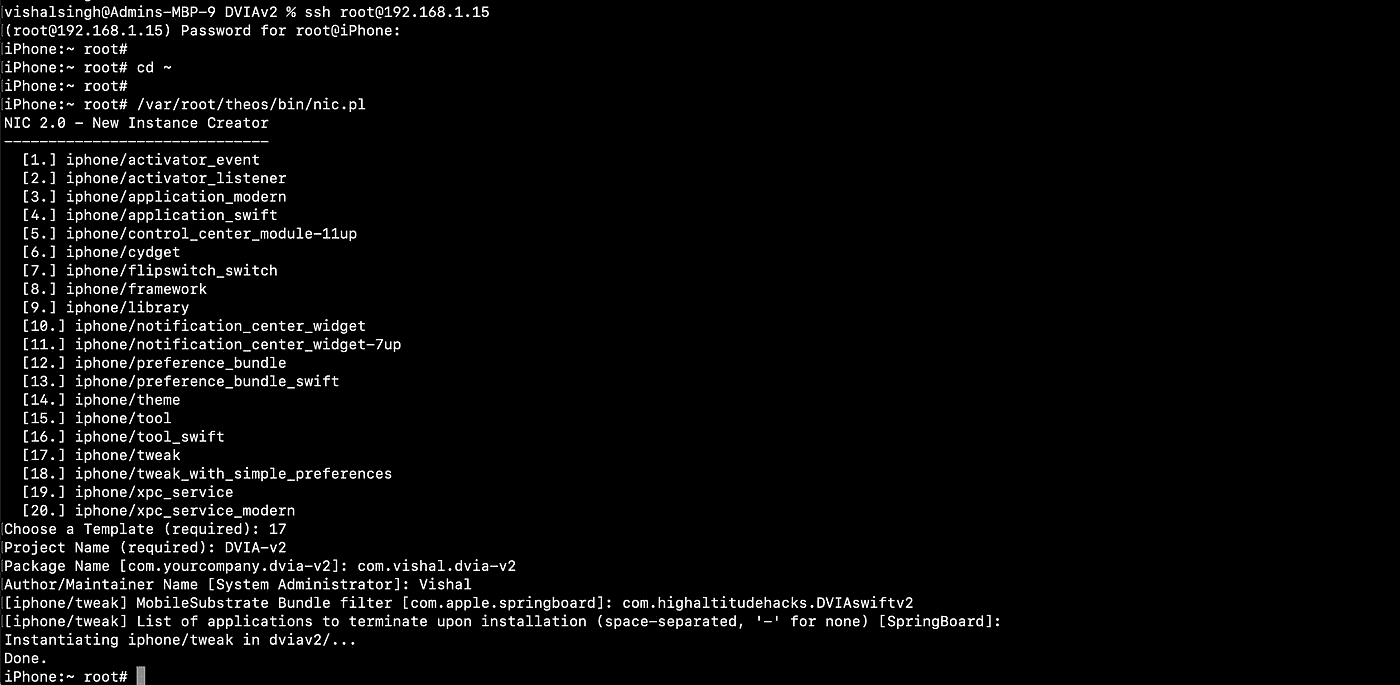 vishalsingh@Admins-MBP-9 DVIAv2 % ssh root@192.168.1.15
(root@192.168.1.15) Password for root@iPhone:
iPhone:~ root#
iPhone:~ root# cd ~
iPhone:~ root#
iPhone:~ root# /var/root/theos/bin/nic.pl
NIC 2.0 - New Instance Creator
------------------------------
[1.] iphone/activator_event
[2.] iphone/activator_listener
[3.] iphone/application_modern
[4.] iphone/application_swift
[5.] iphone/control_center_module-11up
[6.] iphone/cydget
[7.] iphone/flipswitch_switch
[8.] iphone/framework
[9.] iphone/library
[10.] iphone/notification_center_widget
[11.] iphone/notification_center_widget-7up
[12.] iphone/preference_bundle
[13.] iphone/preference_bundle_swift
[14.] iphone/theme
[15.] iphone/tool
[16.] iphone/tool_swift
[17.] iphone/tweak
[18.] iphone/tweak_with_simple_preferences
[19.] iphone/xpc_service
[20.] iphone/xpc_service_modern
Choose a Template (required): 17
Project Name (required): DVIA-v2
Package Name [com.yourcompany.dvia-v2]: com.vishal.dvia-v2
Author/Maintainer Name [System Administrator]: Vishal
[iphone/tweak] MobileSubstrate Bundle filter [com.apple.springboard]: com.highaltitudehacks.DVIAswiftv2
[iphone/tweak] List of applications to terminate upon installation (space-separated, '-' for none) [SpringBoard]:
Instantiating iphone/tweak in dviav2/...
Done.
iPhone:~ root#